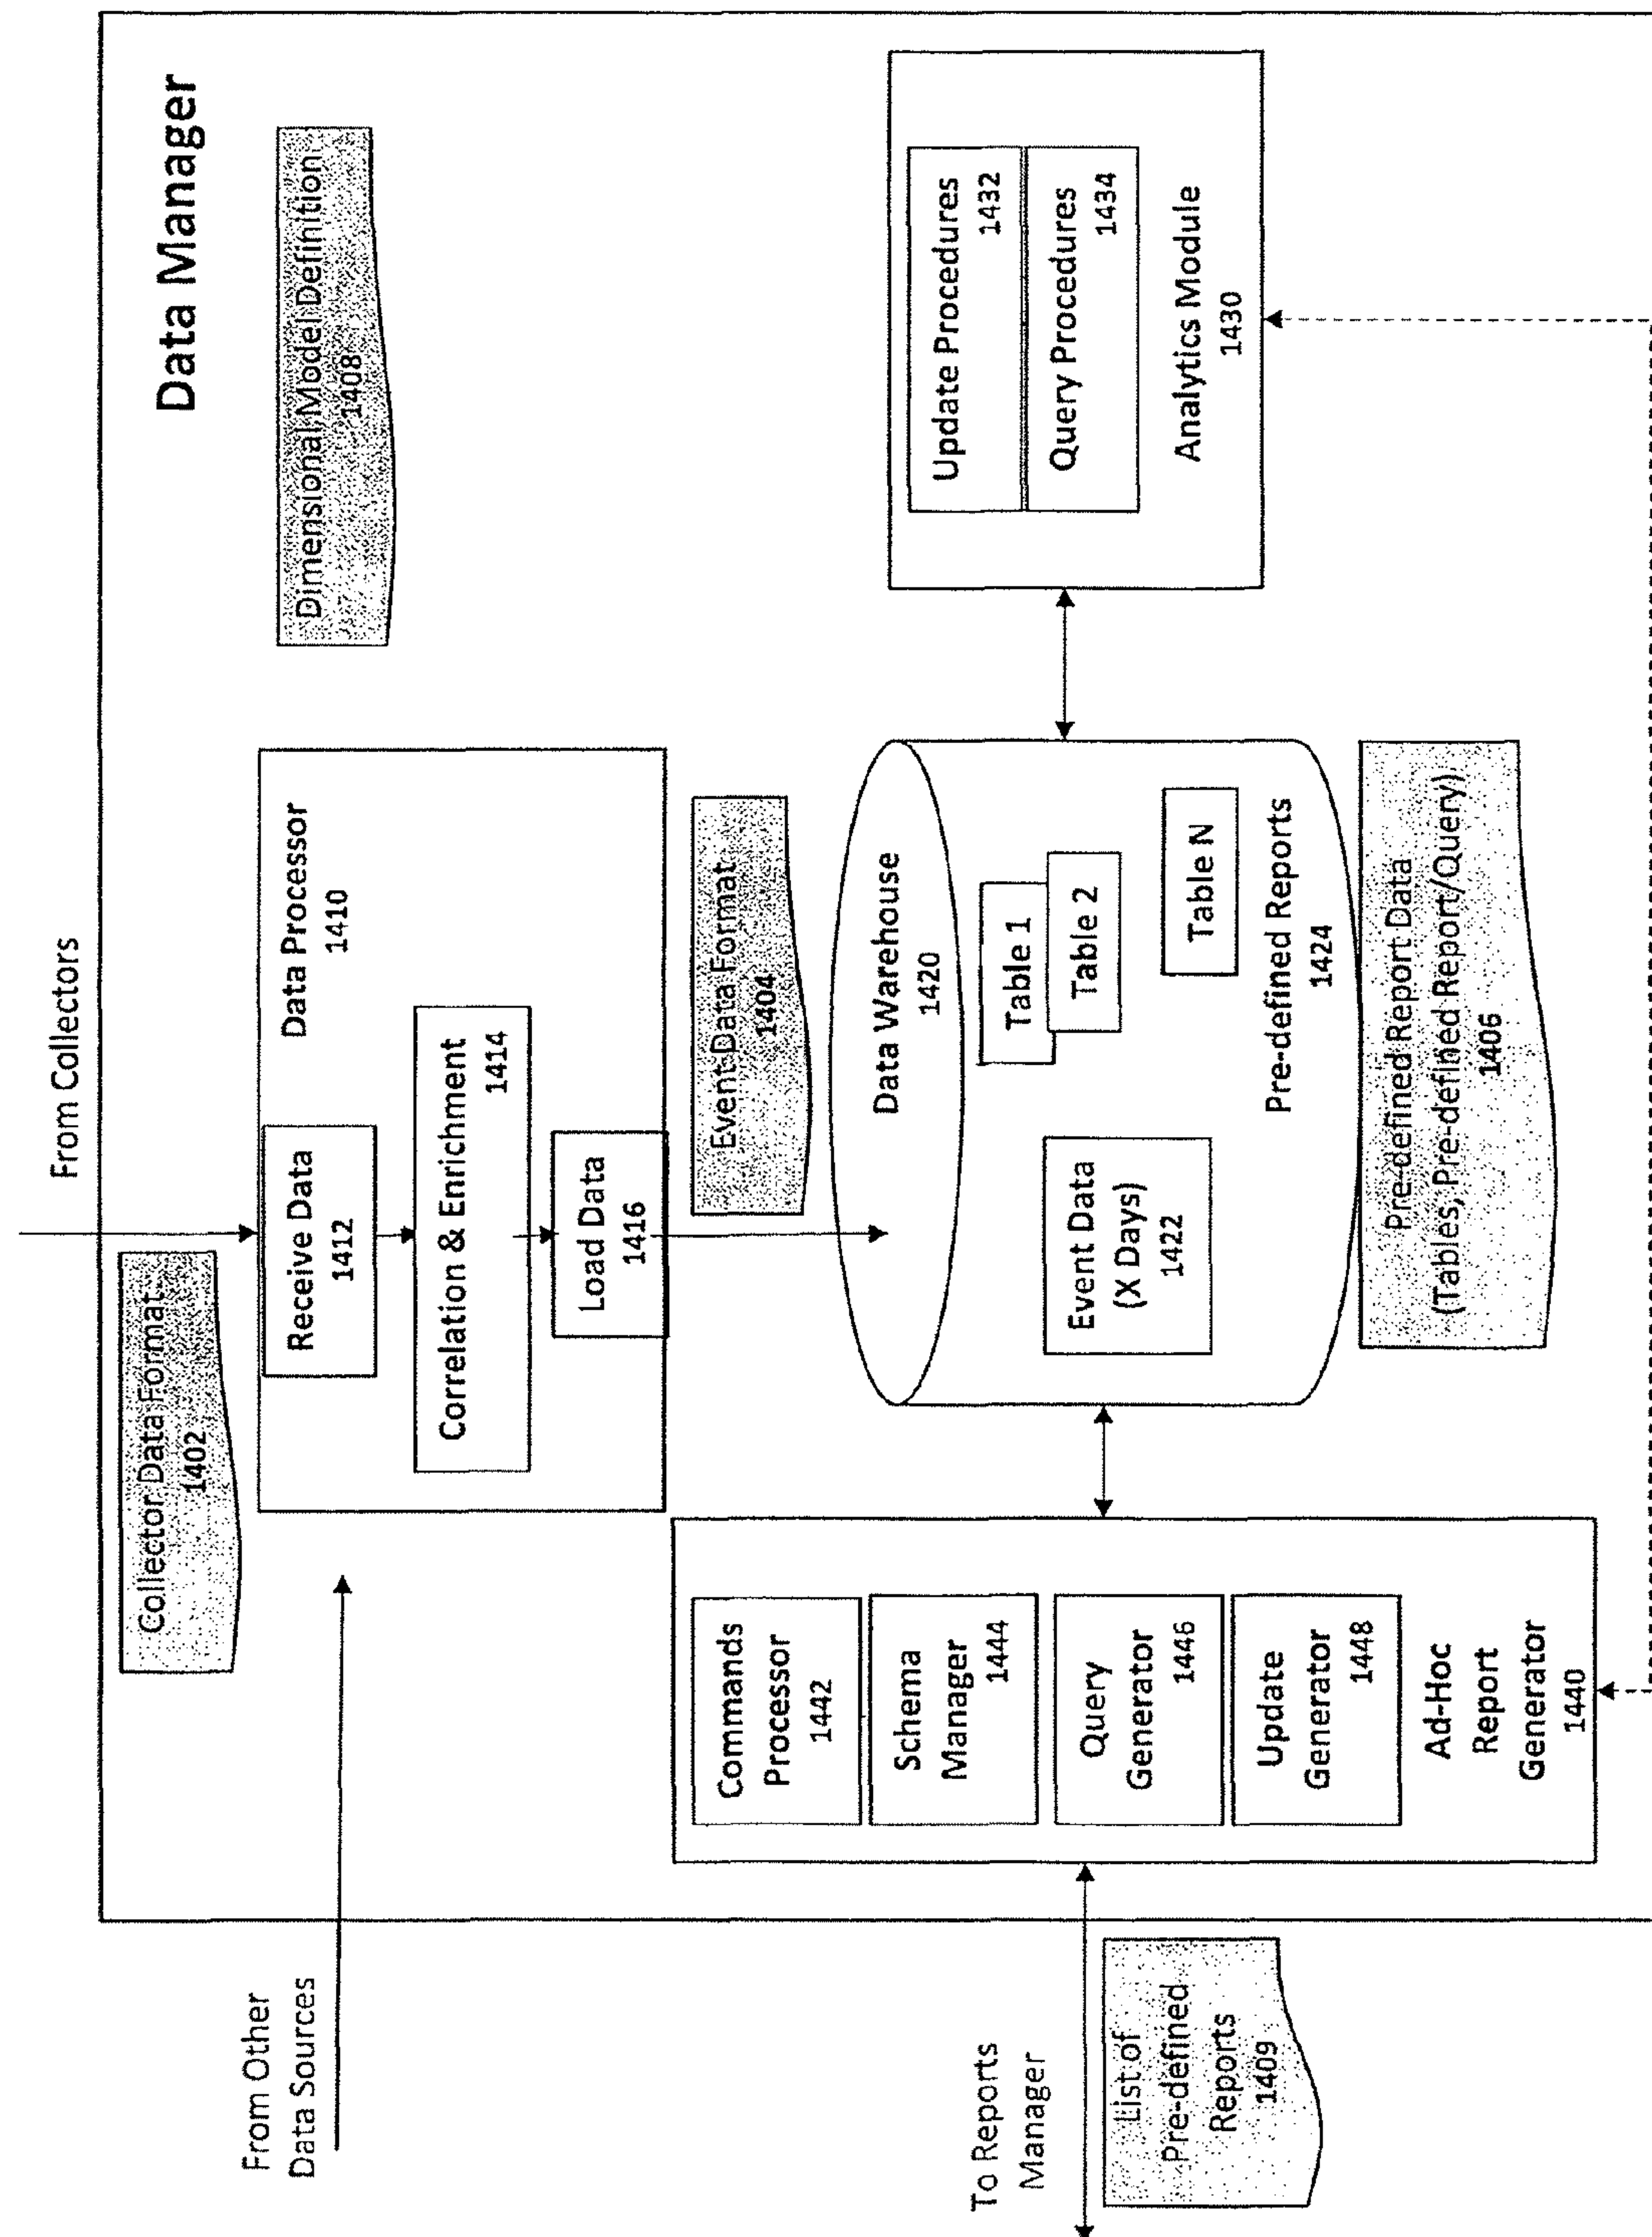 From Collectors
Data Manager
Collector Data Format
1402
Dimensional Model Definition
1408
From Other
Data Sources
Data Processor
1410
Receive Data
1412
Correlation & Enrichment
1414
Load Data
1416
Event Data Format
1404
Commands
Processor
1442
Schema
Manager
1444
Query
Generator
1446
Update
Generator
1448
Ad-Hoc
Report
Generator
1440
Data Warehouse
1420
Event Data
(X Days)
1422
Table 1
Table 2
Table N
Pre-defined Reports
1424
Update Procedures
1432
Query Procedures
1434
Analytics Module
1430
To Reports
Manager
List of
Pre-defined
Reports
1409
Pre-defined Report Data
(Tables, Pre-defined Report/Query)
1406